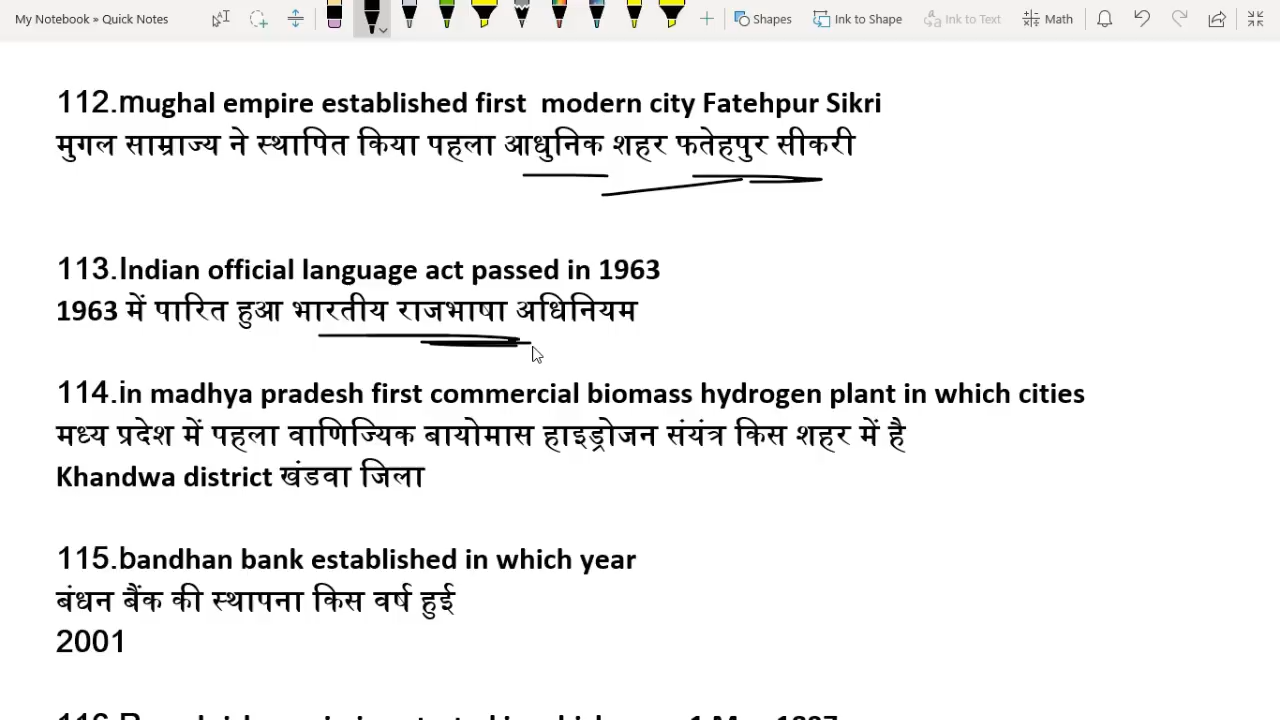 My Notebook » Quick Notes
Shapes
Ink to Shape
Ink to Text
Math
112.mughal empire established first modern city Fatehpur Sikri
मुगल साम्राज्य ने स्थापित किया पहला आधुनिक शहर फतेहपुर सीकरी
113.Indian official language act passed in 1963
1963 में पारित हुआ भारतीय राजभाषा अधिनियम
114.in madhya pradesh first commercial biomass hydrogen plant in which cities
मध्य प्रदेश में पहला वाणिज्यिक बायोमास हाइड्रोजन संयंत्र किस शहर में है
Khandwa district खंडवा जिला
115.bandhan bank established in which year
बंधन बैंक की स्थापना किस वर्ष हुई
2001